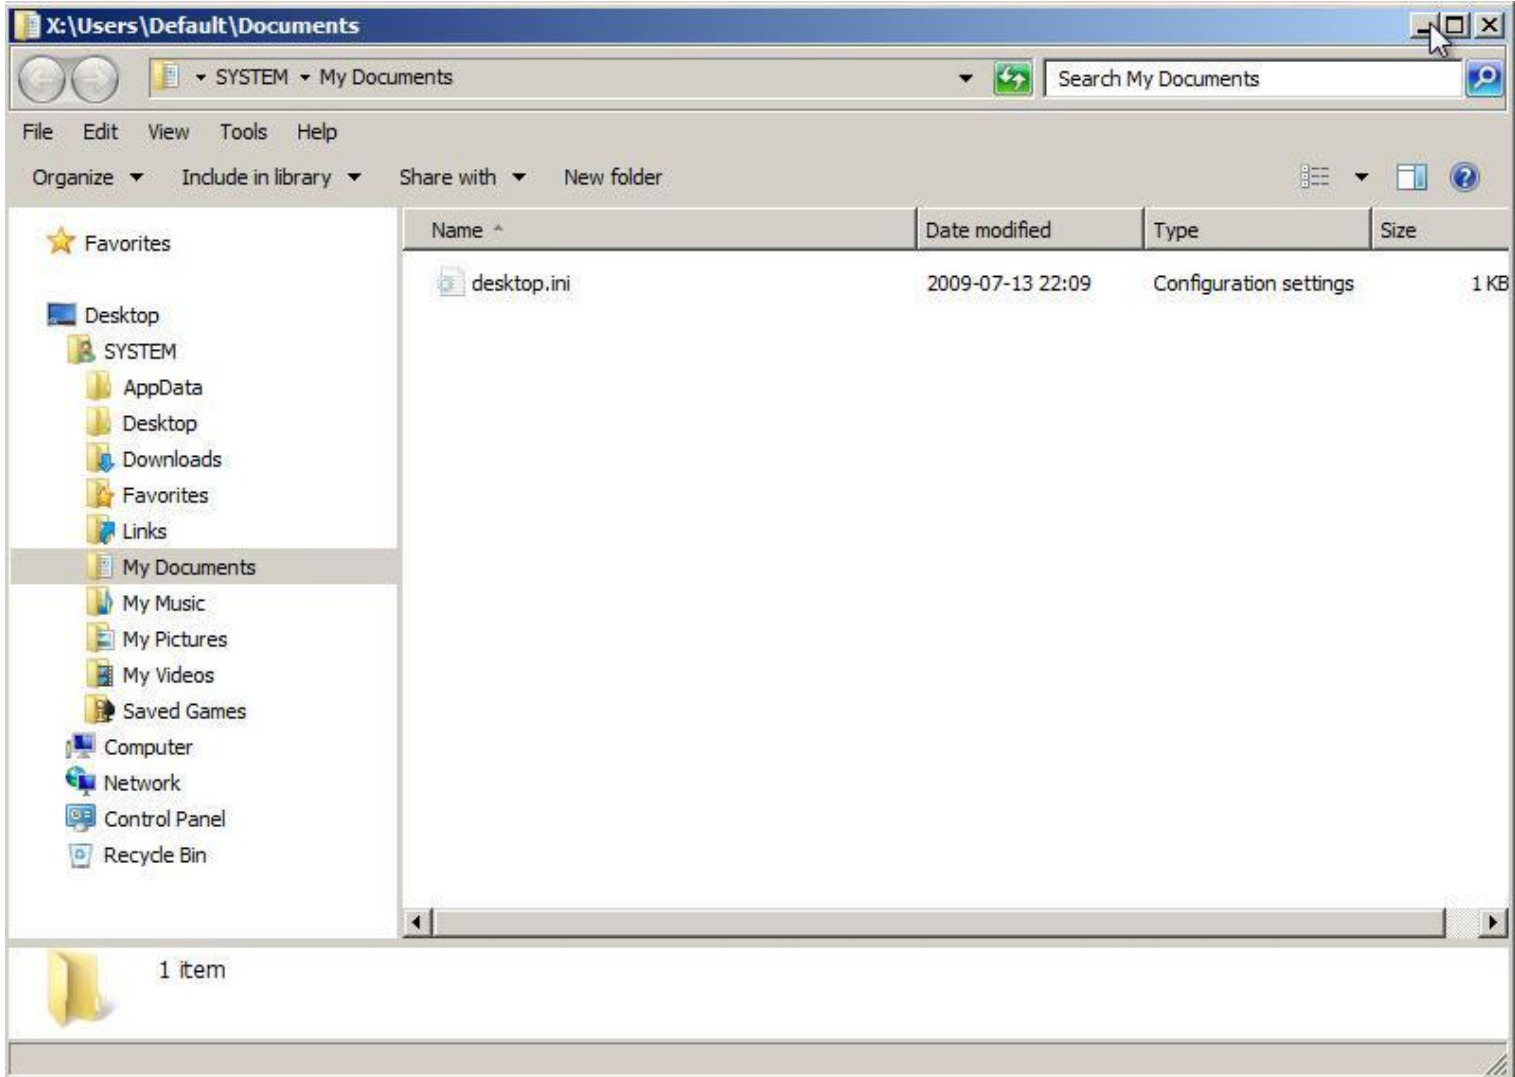 X:\Users\Default\Documents
SYSTEM My Documents
Search My Documents
File Edit View Tools Help
Organize Include in library Share with New folder
Name Date modified Type Size
desktop.ini 2009-07-13 22:09 Configuration settings 1 KB
Favorites
Desktop
SYSTEM
AppData
Desktop
Downloads
Favorites
Links
My Documents
My Music
My Pictures
My Videos
Saved Games
Computer
Network
Control Panel
Recycle Bin
1 item